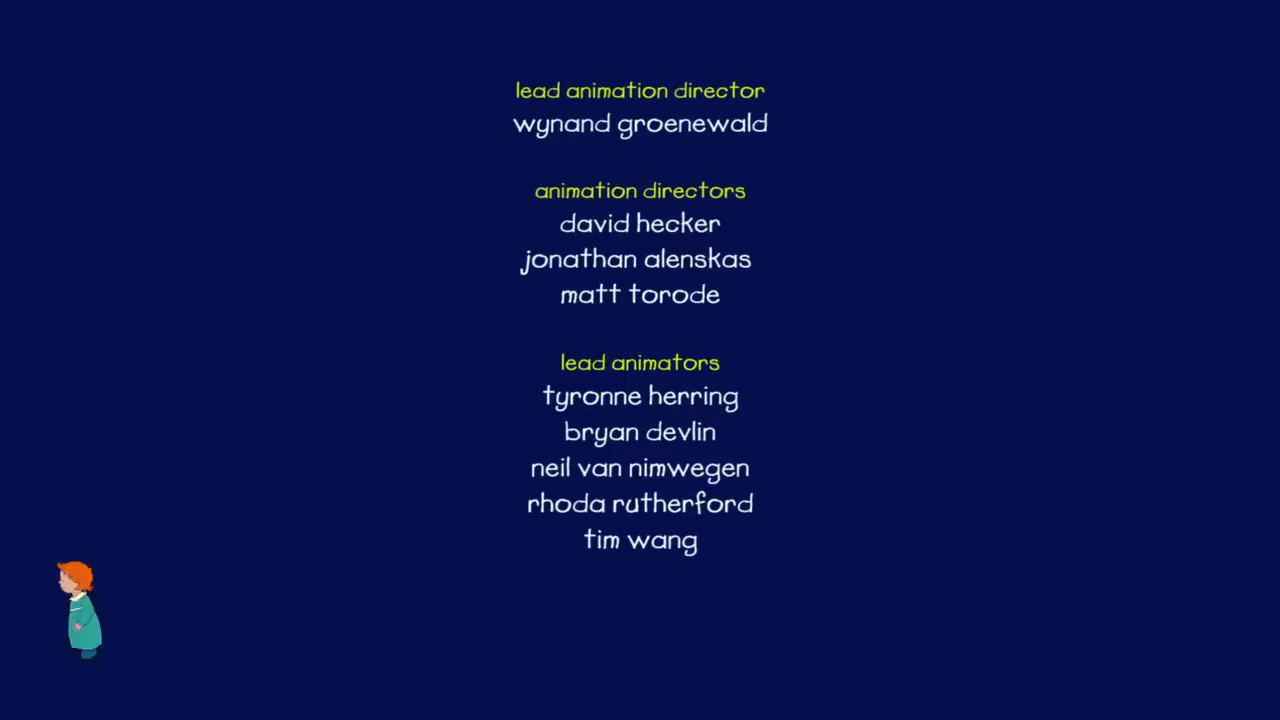 lead animation director
wynand groenewald
animation directors
david hecker
jonathan alenskas
matt torode
lead animators
tyronne herring
bryan devlin
neil van nimwegen
rhoda rutherford
tim wang